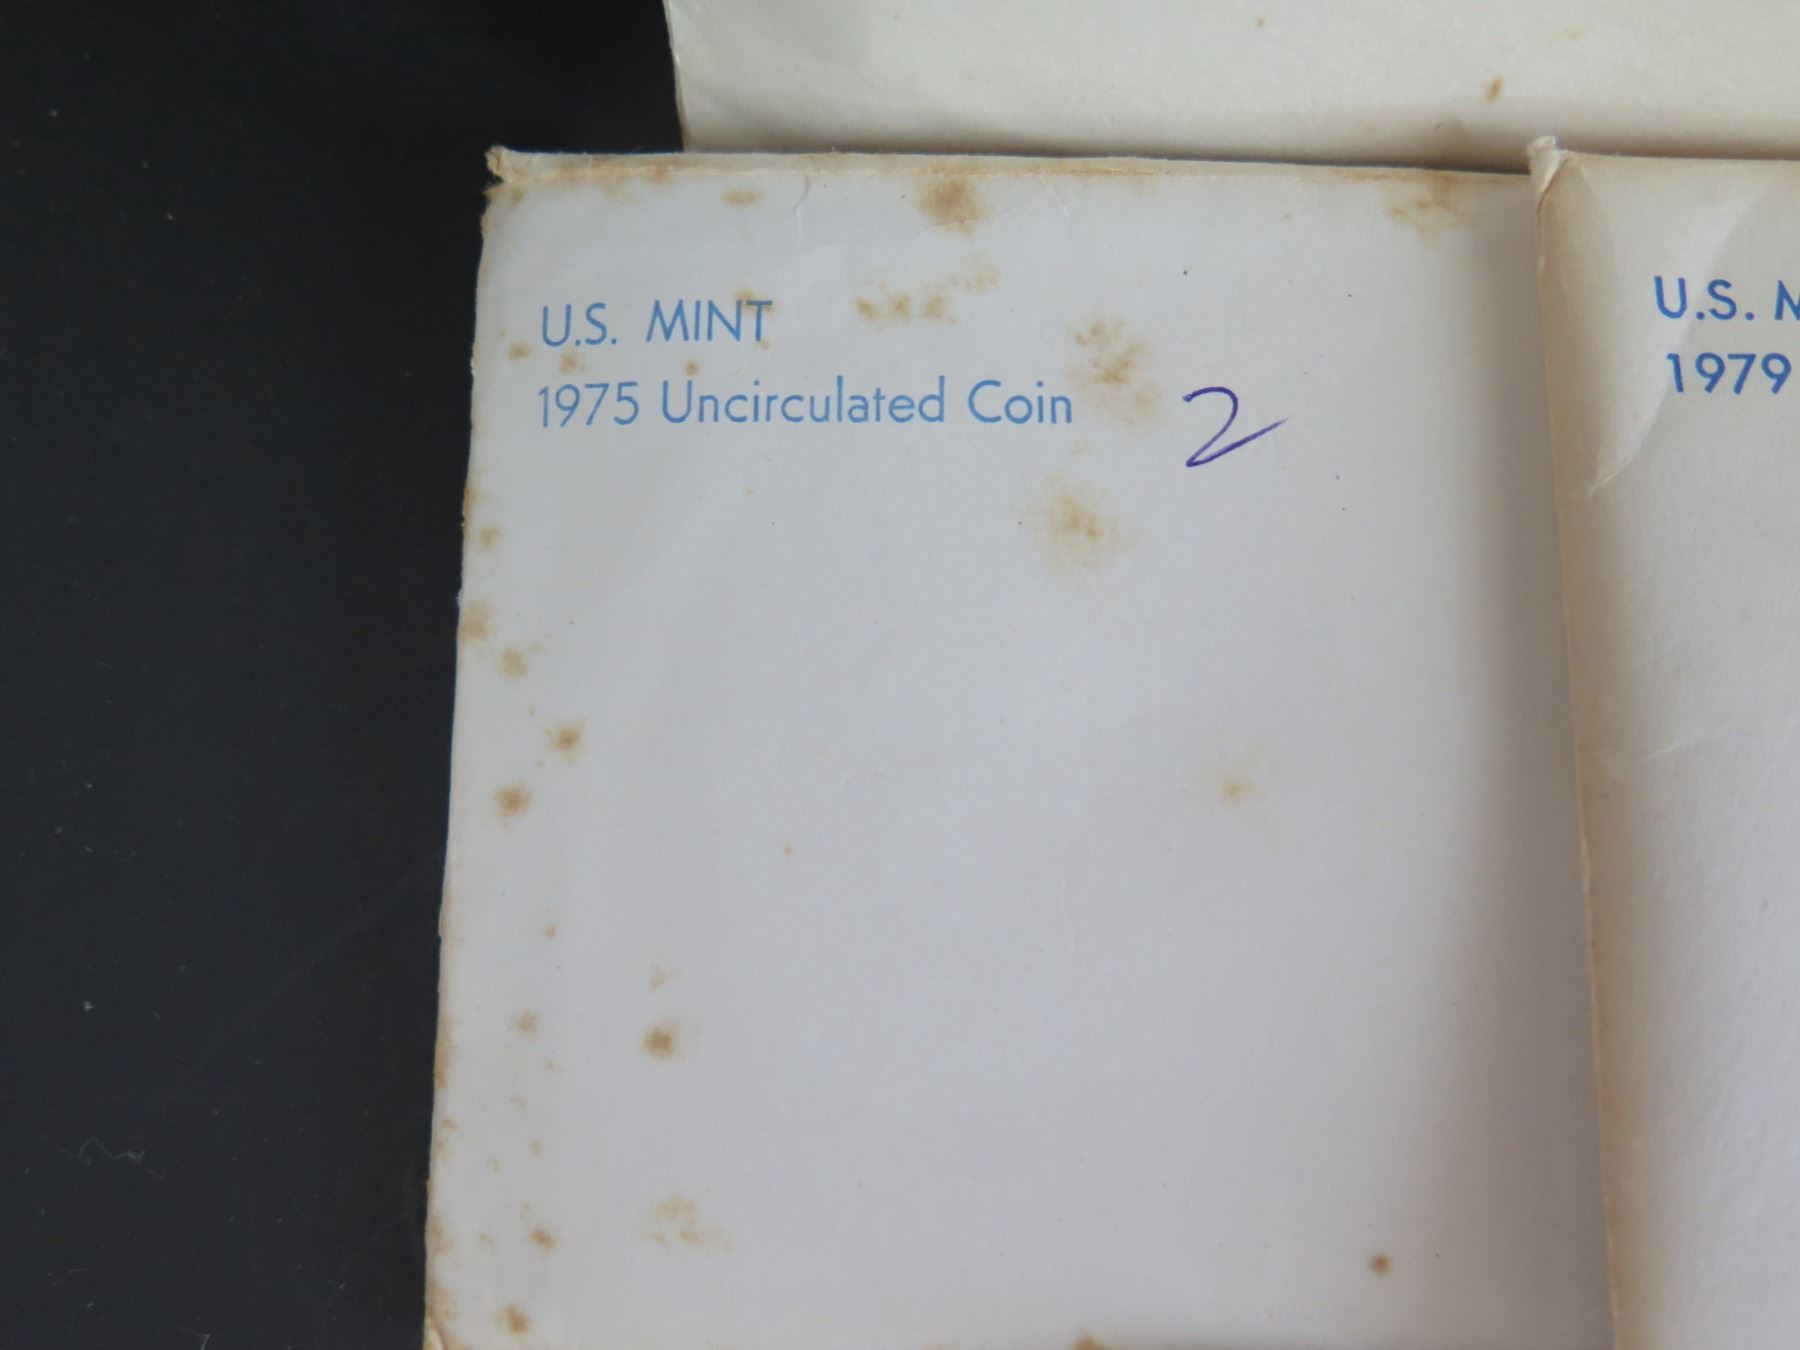 U.S. MINT
1975 Uncirculated Coin
2
U.S.
1979